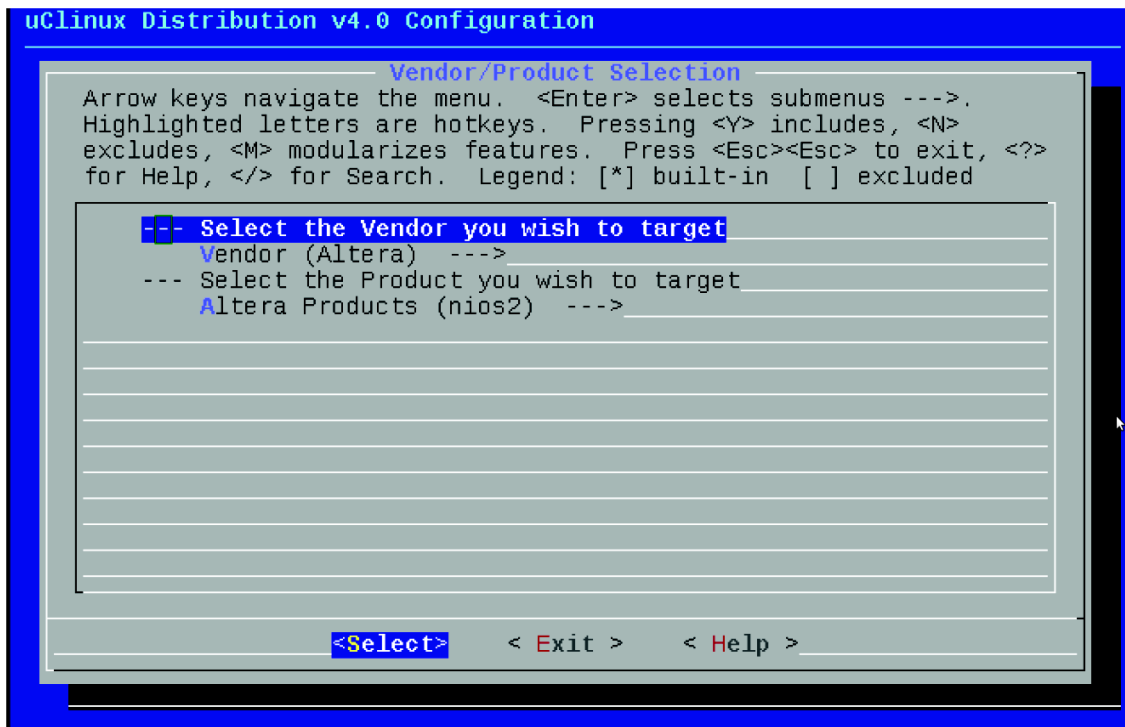 uClinux Distribution v4.0 Configuration
Vendor/Product Selection
Arrow keys navigate the menu.  <Enter> selects submenus --->.
Highlighted letters are hotkeys.  Pressing <Y> includes, <N>
excludes, <M> modularizes features.  Press <Esc><Esc> to exit, <?>
for Help, </> for Search.  Legend: [*] built-in  [ ] excluded
--- Select the Vendor you wish to target
Vendor (Altera)  --->
--- Select the Product you wish to target
Altera Products (nios2)  --->
<Select>    < Exit >    < Help >